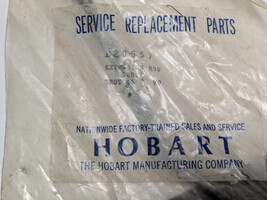 SERVICE REPLACEMENT PARTS
NATIONWIDE FACTORY-TRAINED SALES AND SERVICE
HOBART
THE HOBART MANUFACTURING COMPANY